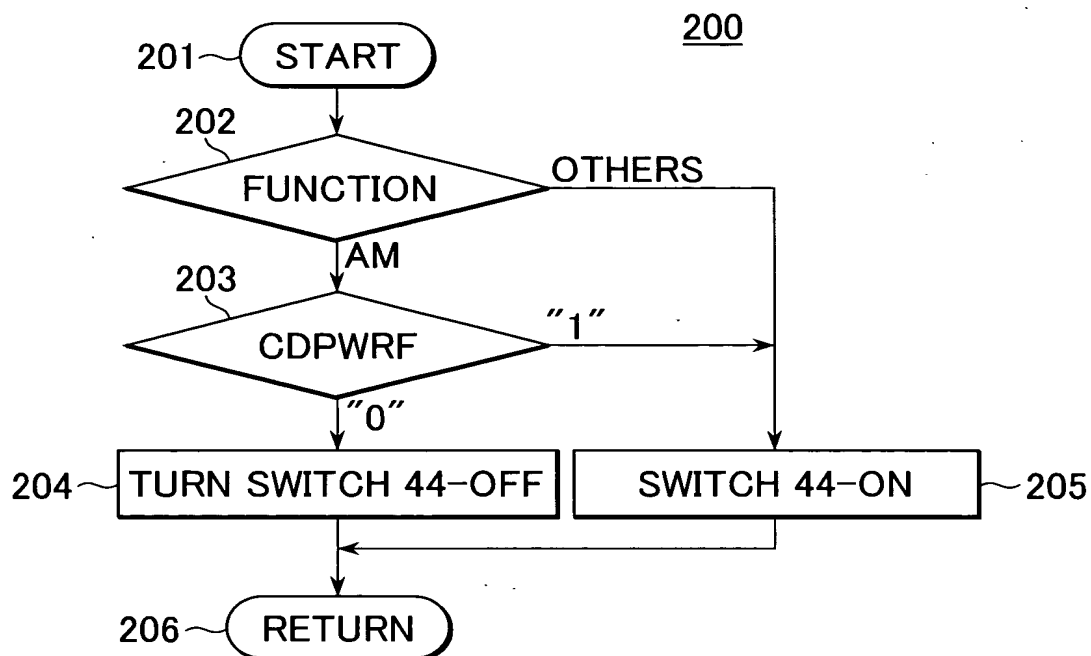 200
201 START
202
FUNCTION OTHERS
AM
203
CDPWRF "1"
"0"
204 TURN SWITCH 44-OFF SWITCH 44-ON 205
206 RETURN